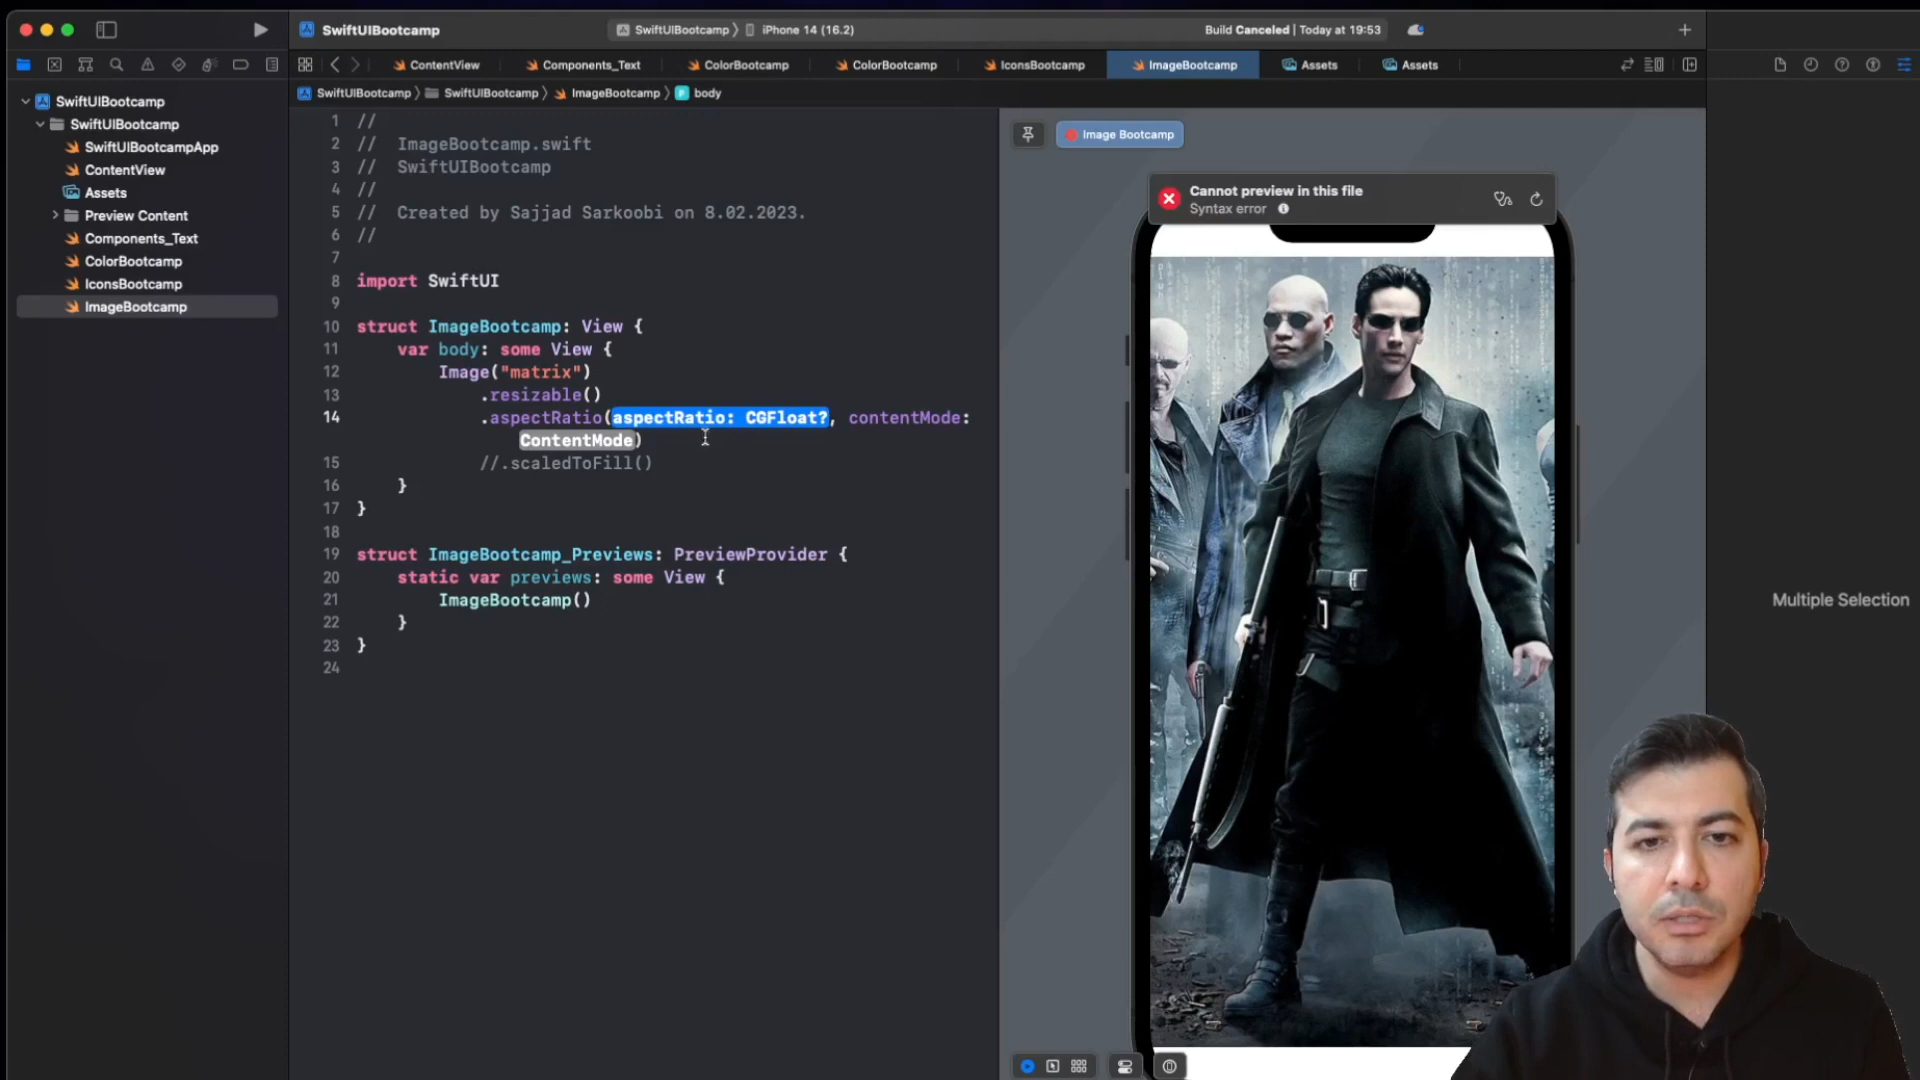 SwiftUIBootcamp
SwiftUIBootcamp 〉 iPhone 14 (16.2)
Build Canceled | Today at 19:53
ContentView
Components_Text
ColorBootcamp
ColorBootcamp
IconsBootcamp
ImageBootcamp
Assets
Assets
SwiftUIBootcamp 〉 SwiftUIBootcamp 〉 ImageBootcamp 〉 body
SwiftUIBootcamp
SwiftUIBootcamp
SwiftUIBootcampApp
ContentView
Assets
Preview Content
Components_Text
ColorBootcamp
IconsBootcamp
ImageBootcamp
1 //
2 // ImageBootcamp.swift
3 // SwiftUIBootcamp
4 //
5 // Created by Sajjad Sarkoobi on 8.02.2023.
6 //
7
8 import SwiftUI
9
10 struct ImageBootcamp: View {
11 var body: some View {
12 Image("matrix")
13 .resizable()
14 .aspectRatio(aspectRatio: CGFloat?, contentMode:
ContentMode)
15 //.scaledToFill()
16 }
17 }
18
19 struct ImageBootcamp_Previews: PreviewProvider {
20 static var previews: some View {
21 ImageBootcamp()
22 }
23 }
24
Image Bootcamp
Cannot preview in this file
Syntax error
Multiple Selection